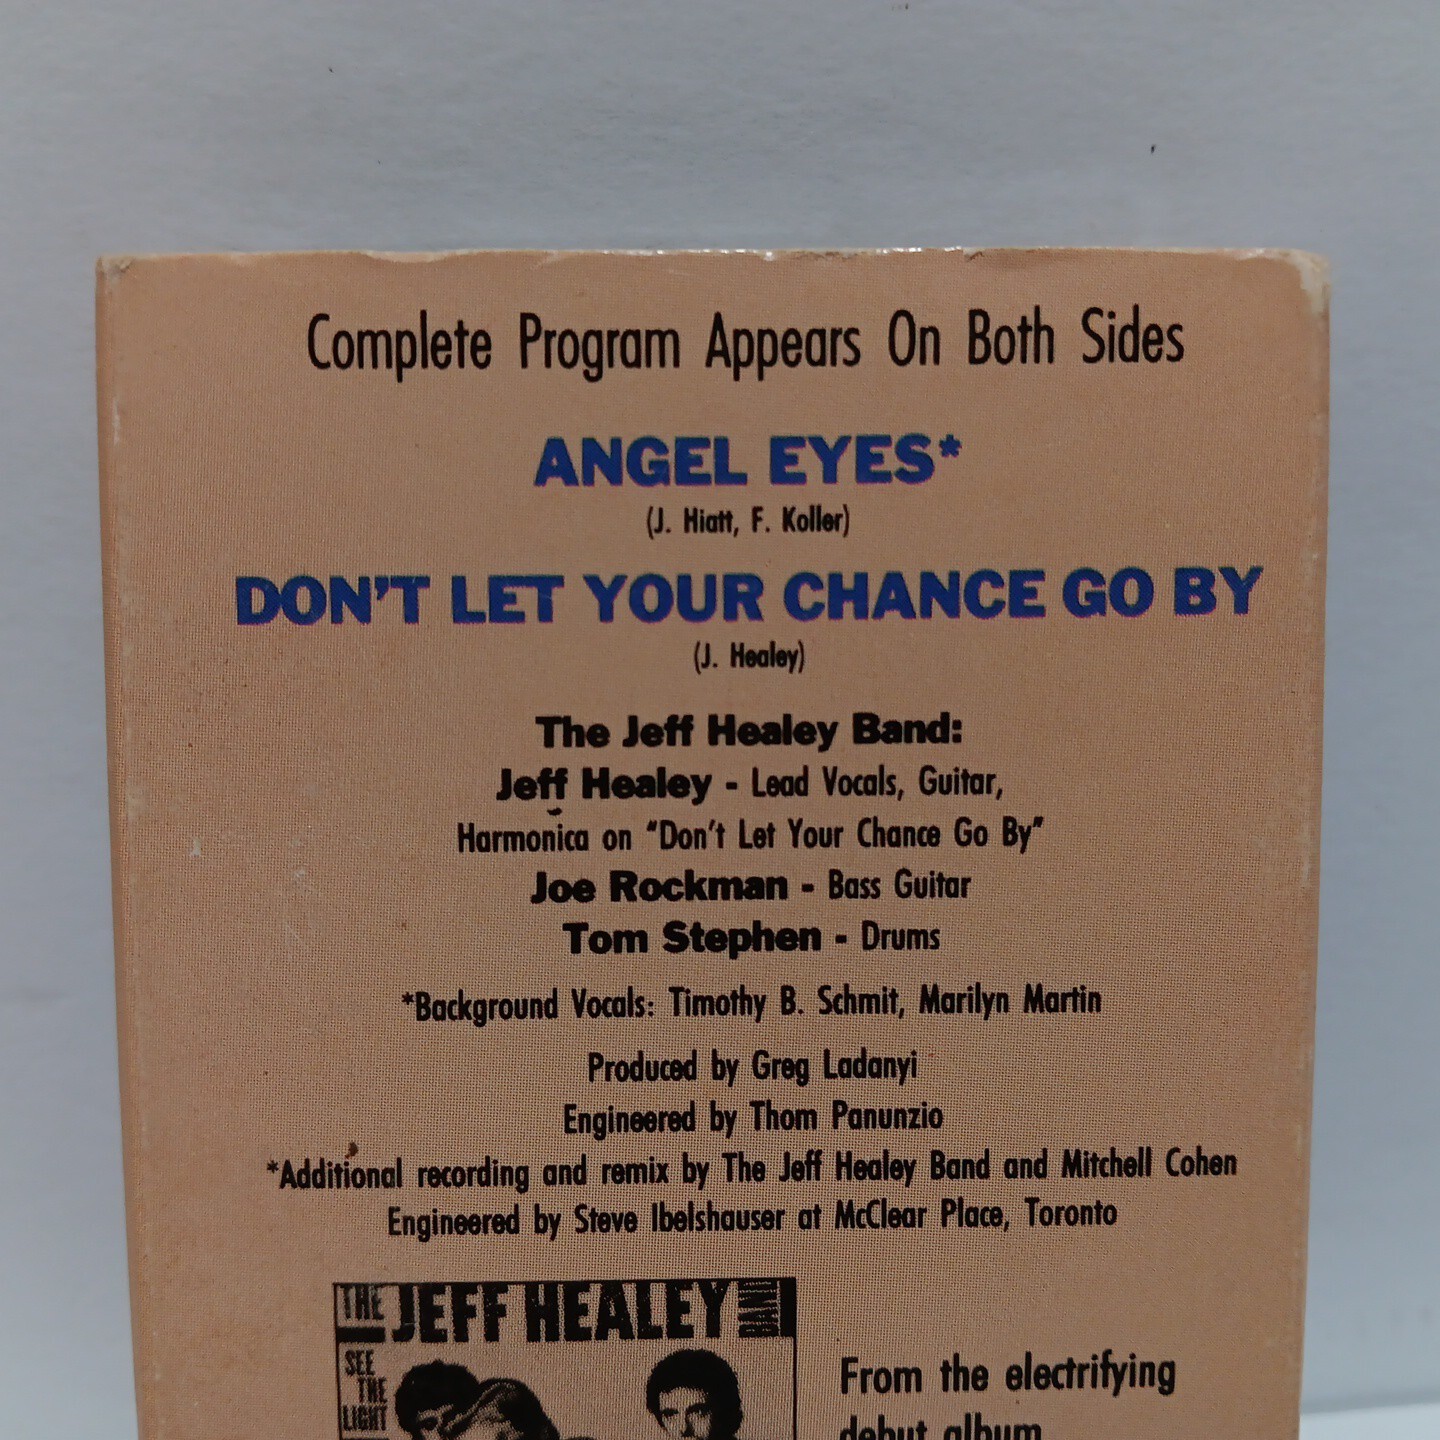 Complete Program Appears On Both Sides
ANGEL EYES*
(J. Hiatt, F. Koller)
DON'T LET YOUR CHANCE GO BY
(J. Healey)
The Jeff Healey Band:
Jeff Healey - Lead Vocals, Guitar,
Harmonica on "Don't Let Your Chance Go By"
Joe Rockman - Bass Guitar
Tom Stephen - Drums
*Background Vocals: Timothy B. Schmit, Marilyn Martin
Produced by Greg Ladanyi
Engineered by Thom Panunzio
*Additional recording and remix by The Jeff Healey Band and Mitchell Cohen
Engineered by Steve Ibelshauser at McClear Place, Toronto
THE JEFF HEALEY BAND
SEE
THE
LIGHT
From the electrifying
debut album